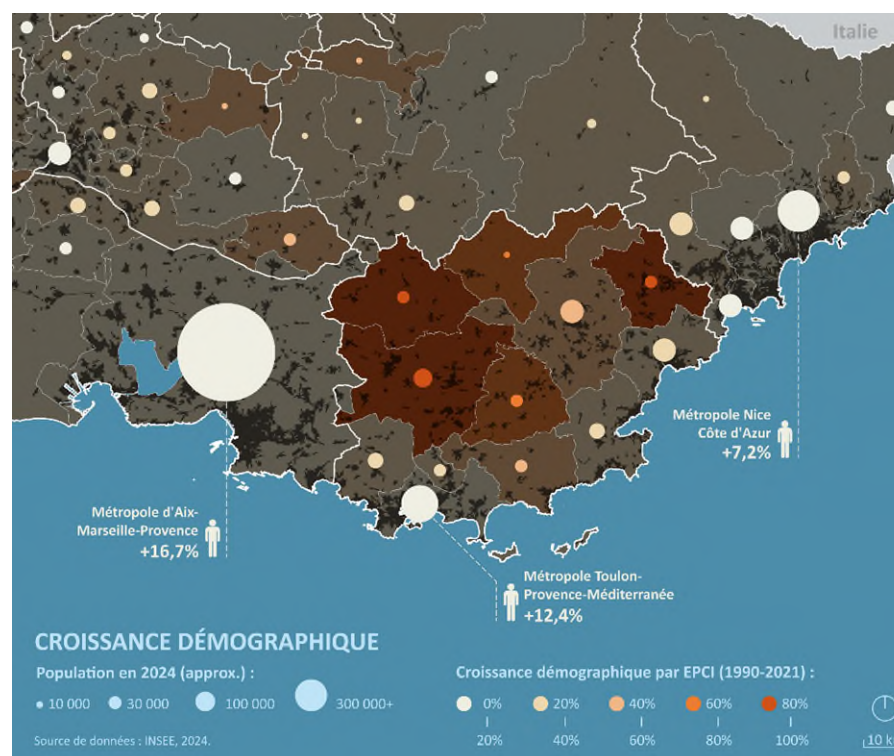 Italie
Métropole Nice
Côte d'Azur
+7,2%
Métropole d'Aix-
Marseille-Provence
+16,7%
Métropole Toulon-
Provence-Méditerranée
+12,4%
CROISSANCE DÉMOGRAPHIQUE
Population en 2024 (approx.) :
10 000 30 000 100 000 300 000+
Source de données : INSEE, 2024.
Croissance démographique par EPCI (1990-2021) :
0% 20% 40% 60% 80%
20% 40% 60% 80% 100%
10